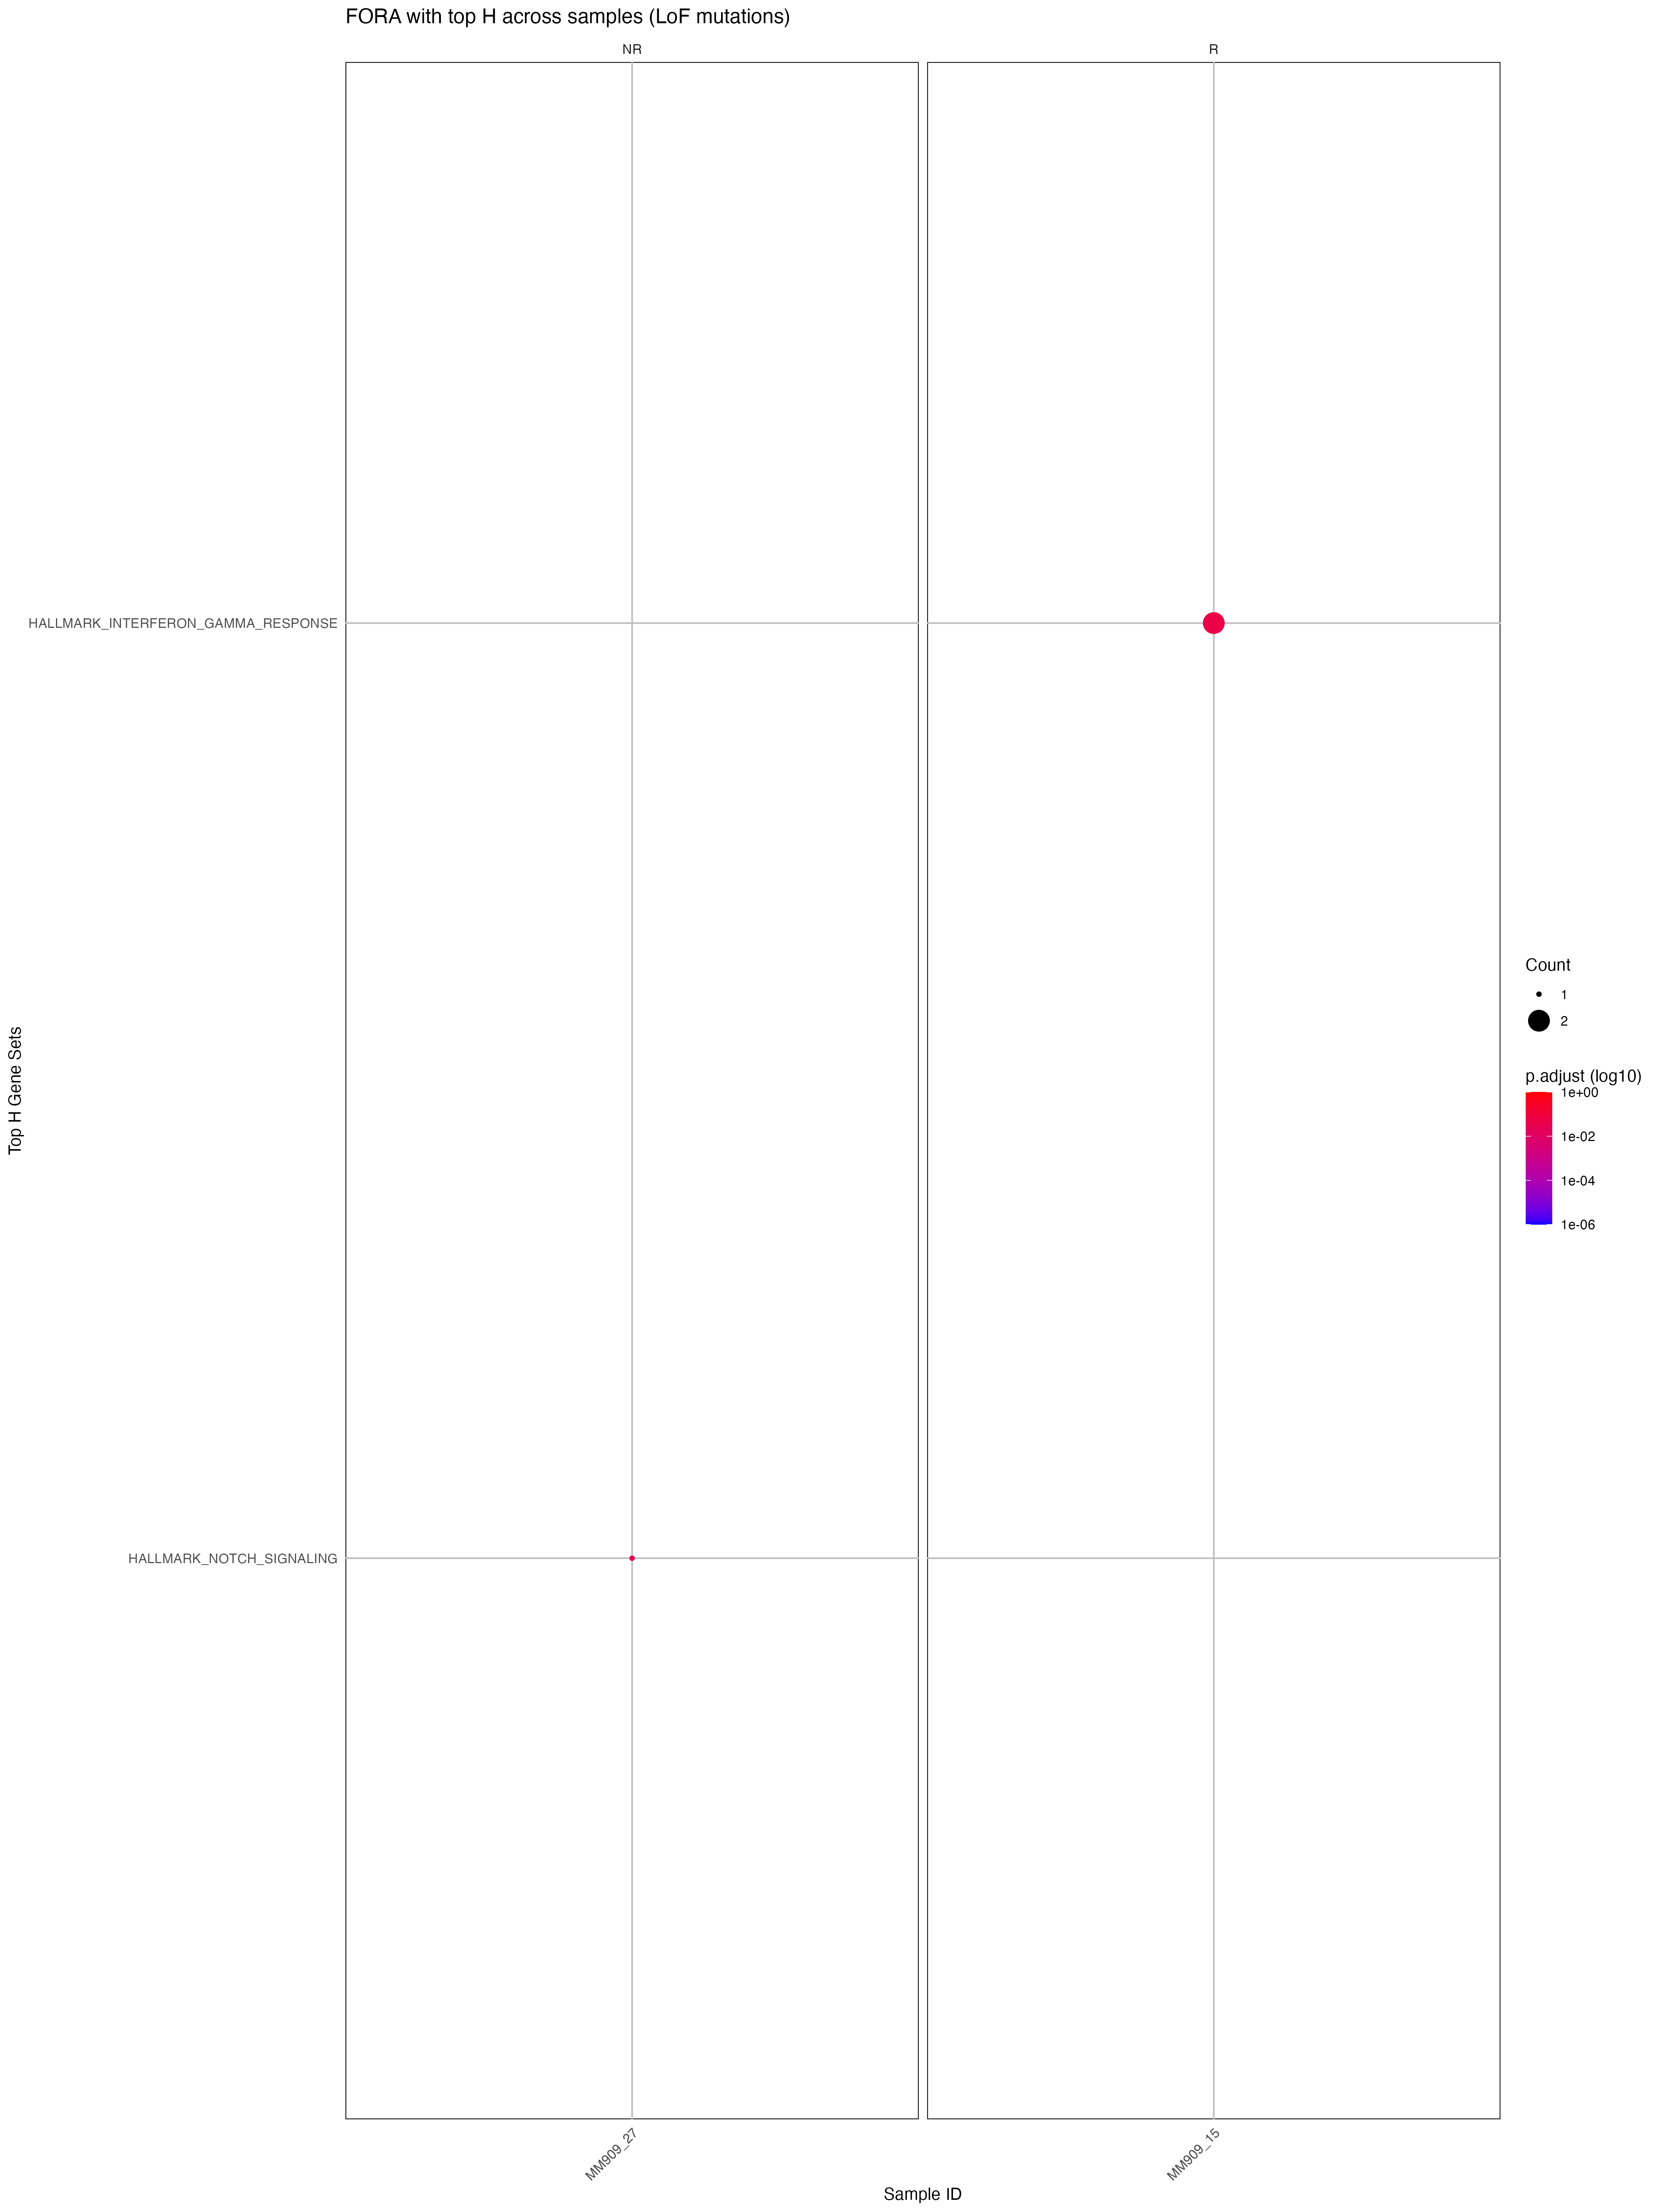 FORA with top H across samples (LoF mutations)
NR
R
HALLMARK_INTERFERON_GAMMA_RESPONSE
HALLMARK_NOTCH_SIGNALING
Top H Gene Sets
MM909_27
MM909_15
Sample ID
Count
1
2
p.adjust (log10)
1e+00
1e-02
1e-04
1e-06